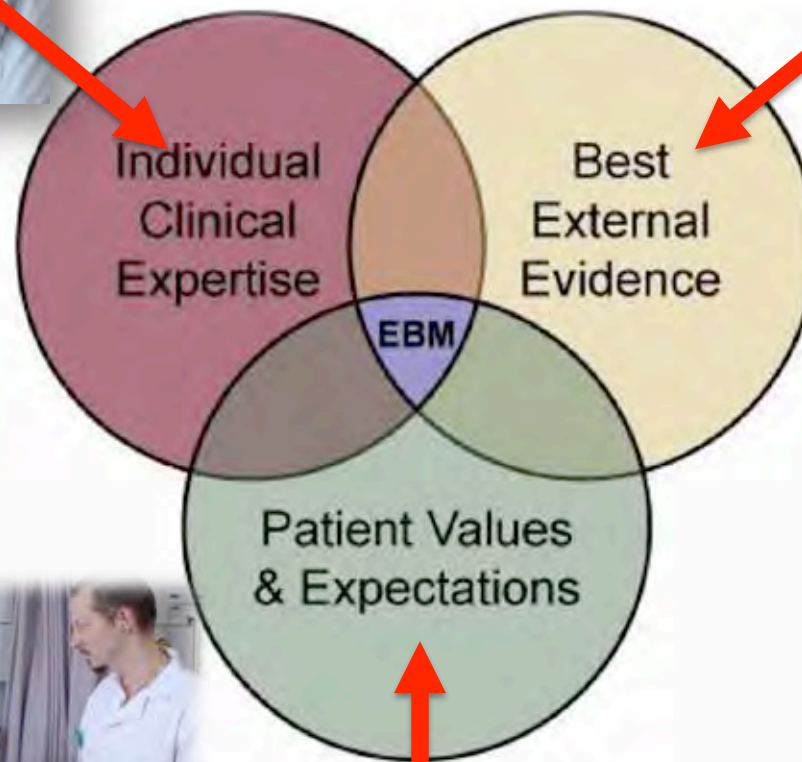 Individual
Clinical
Expertise
Best
External
Evidence
EBM
Patient Values
& Expectations